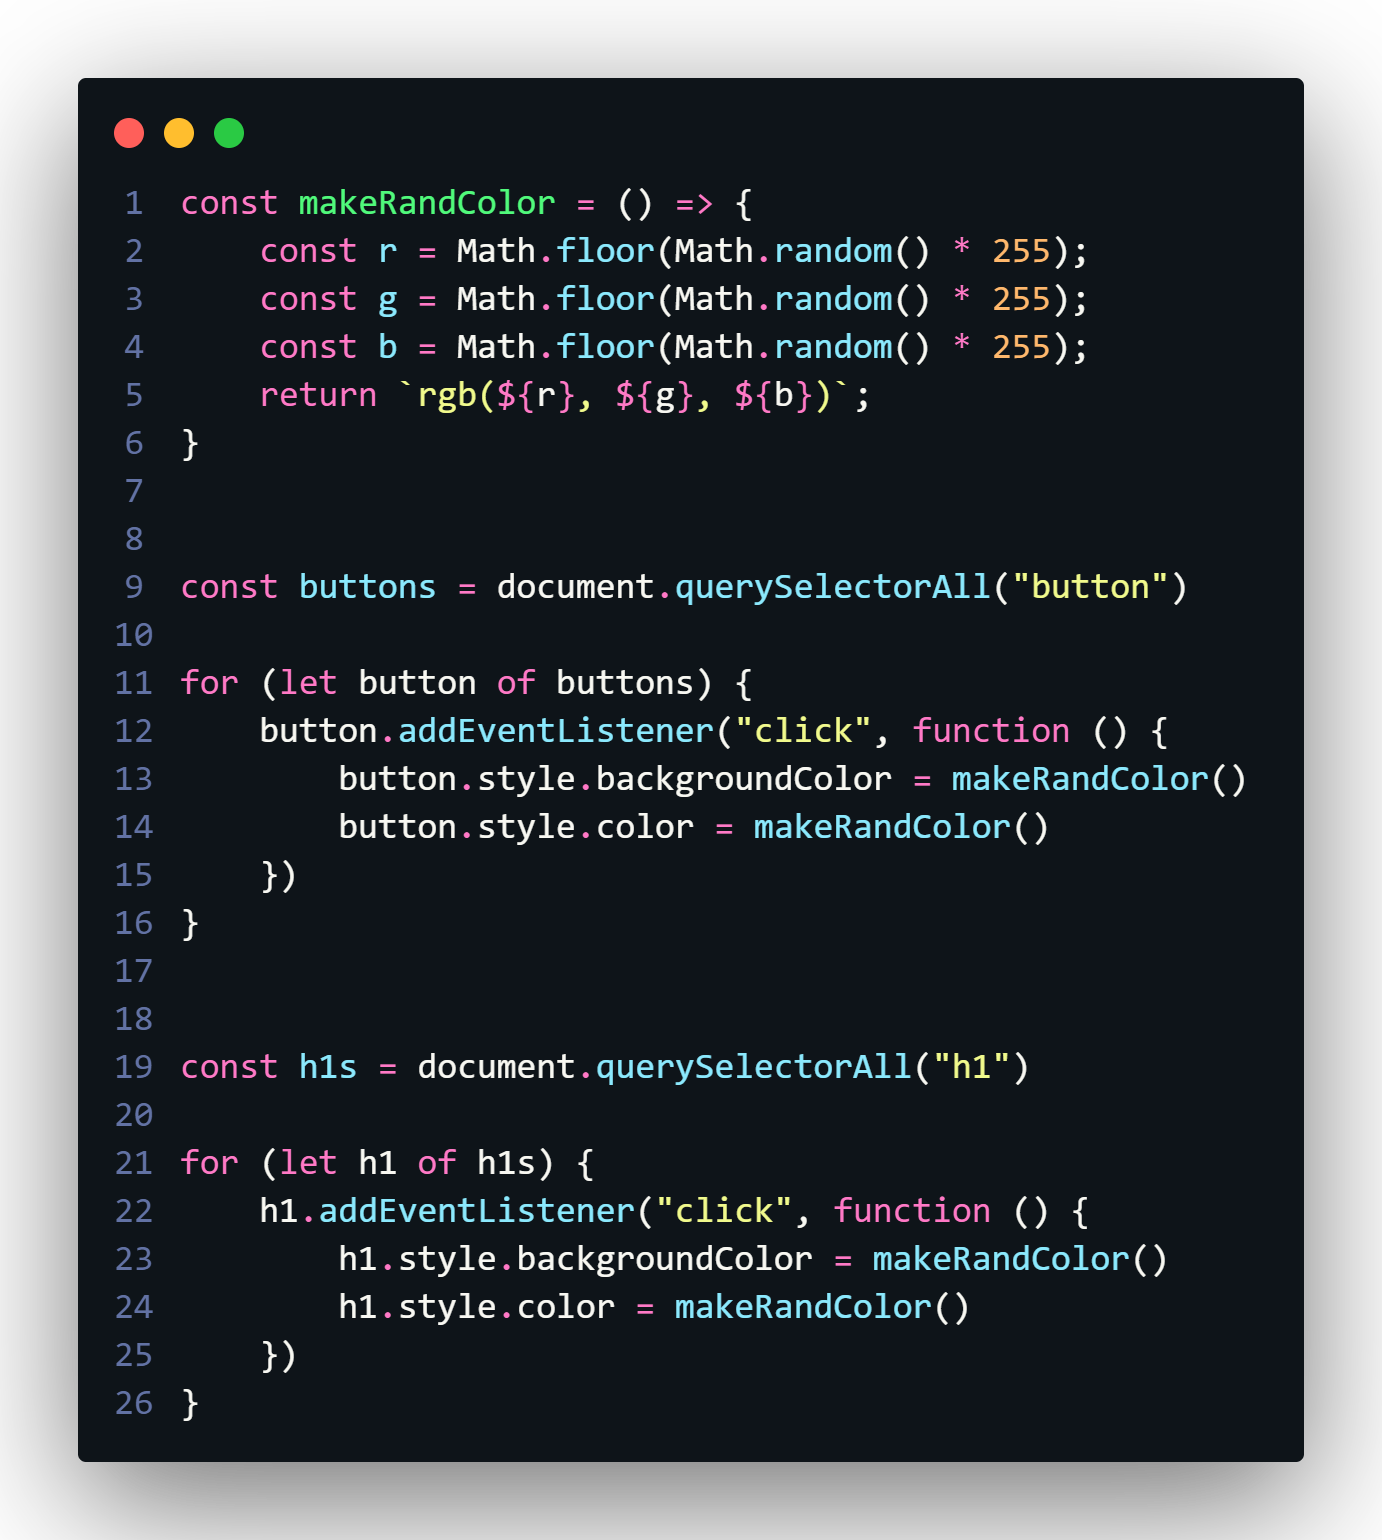 1 const makeRandColor = () => {
2     const r = Math.floor(Math.random() * 255);
3     const g = Math.floor(Math.random() * 255);
4     const b = Math.floor(Math.random() * 255);
5     return `rgb(${r}, ${g}, ${b})`;
6 }
7
8
9 const buttons = document.querySelectorAll("button")
10
11 for (let button of buttons) {
12     button.addEventListener("click", function () {
13         button.style.backgroundColor = makeRandColor()
14         button.style.color = makeRandColor()
15     })
16 }
17
18
19 const h1s = document.querySelectorAll("h1")
20
21 for (let h1 of h1s) {
22     h1.addEventListener("click", function () {
23         h1.style.backgroundColor = makeRandColor()
24         h1.style.color = makeRandColor()
25     })
26 }